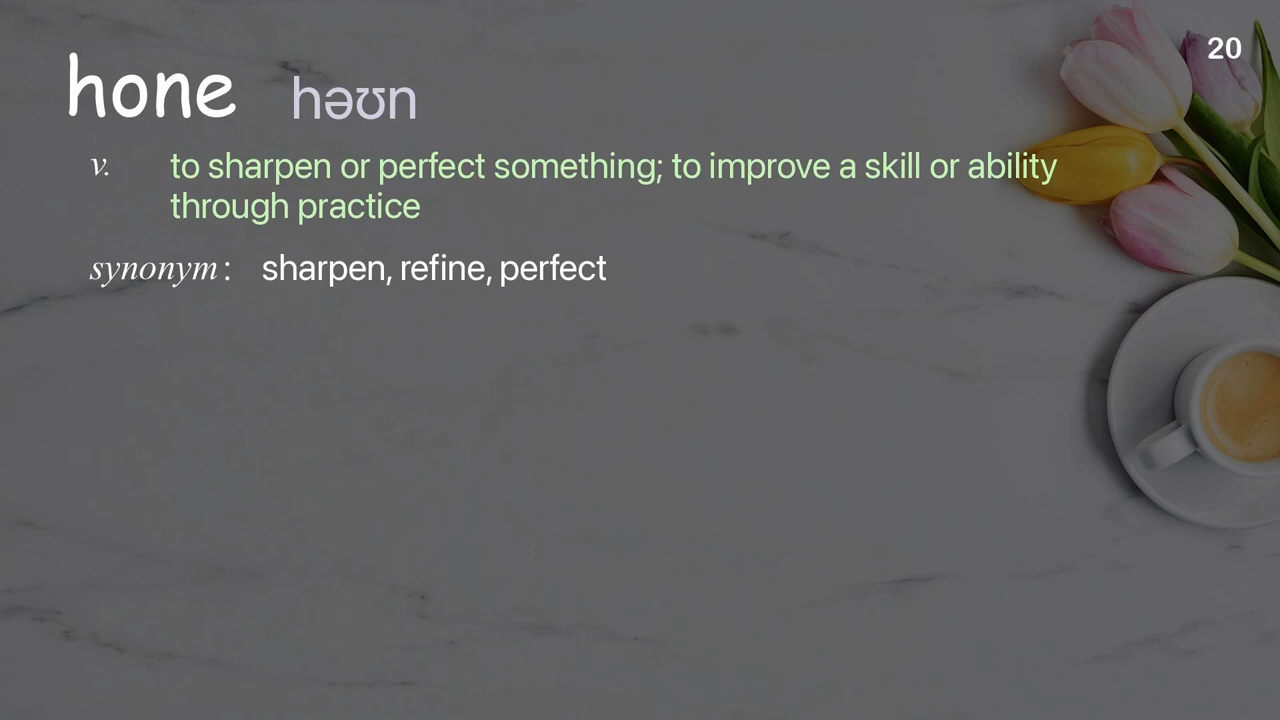 20
hone həʊn
v. to sharpen or perfect something; to improve a skill or ability
through practice
synonym : sharpen, refine, perfect